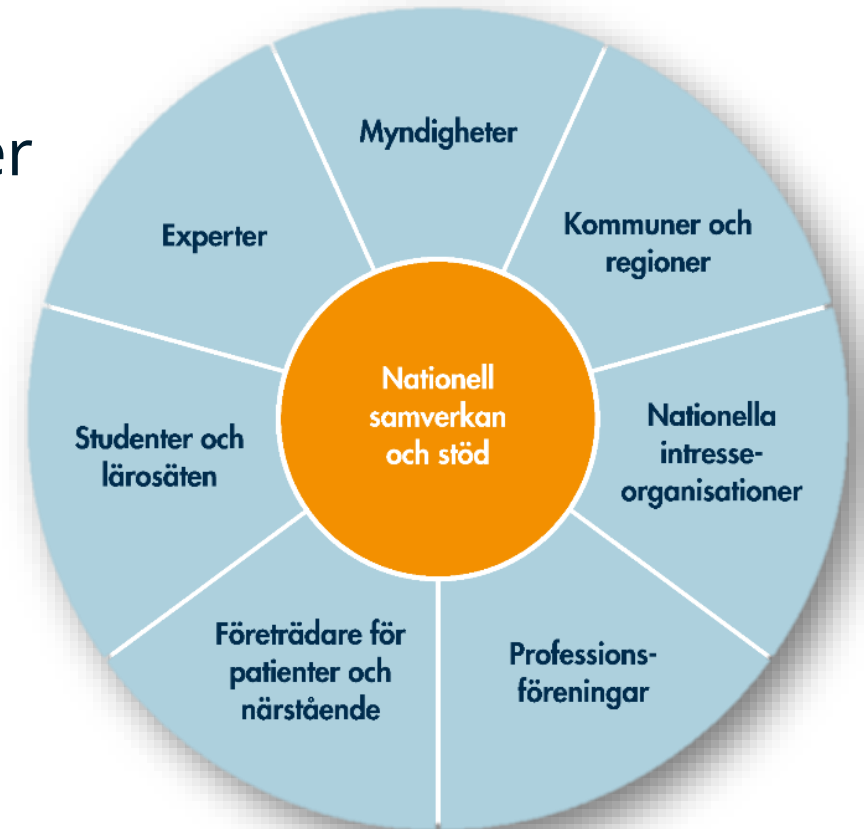 er
Myndigheter
Kommuner och
regioner
Experter
Nationell
samverkan
och stöd
Nationella
intresse-
organisationer
Studenter och
lärosäten
Företrädare för
patienter och
närstående
Professions-
föreningar